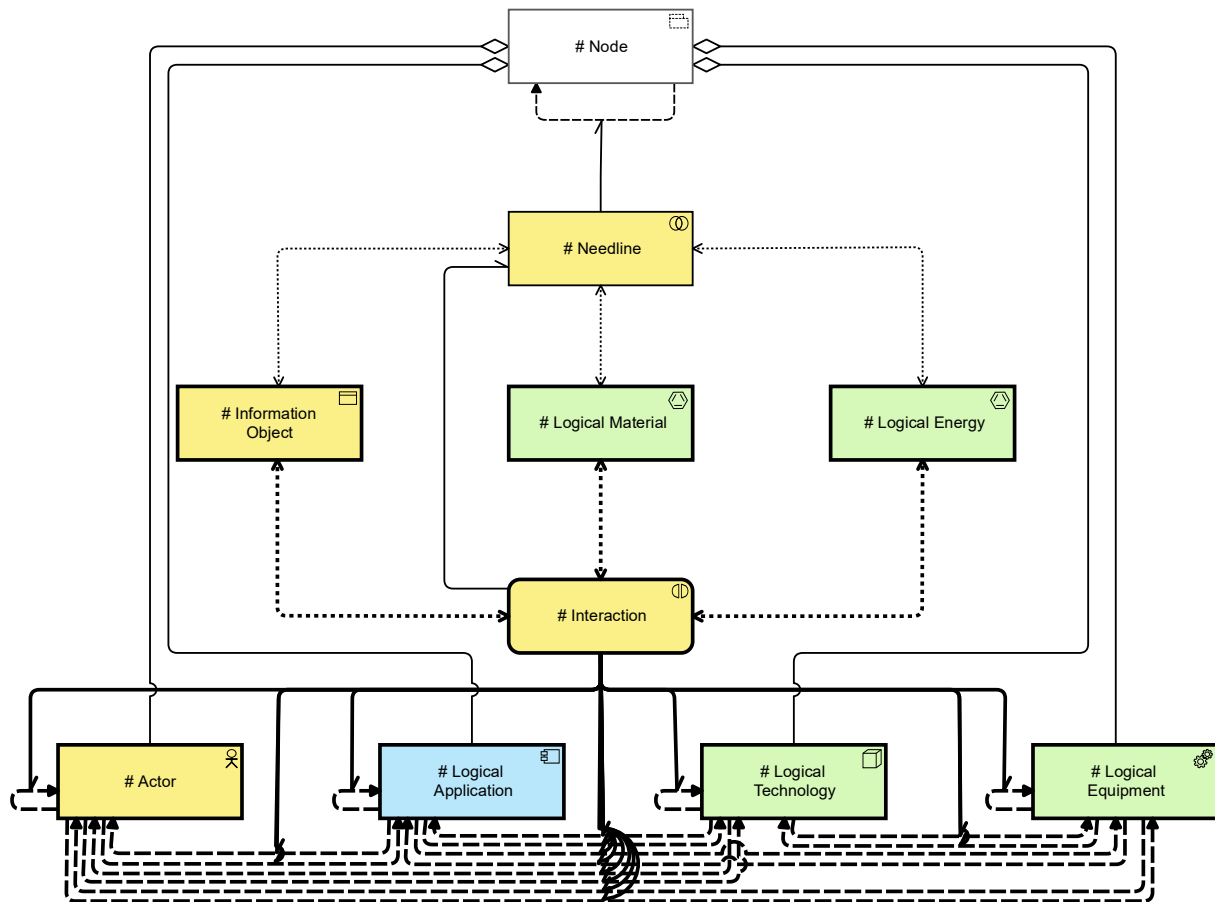 # Node
# Needline
# Information
Object
# Logical Material
# Logical Energy
# Interaction
# Actor
# Logical
Application
# Logical
Technology
# Logical
Equipment